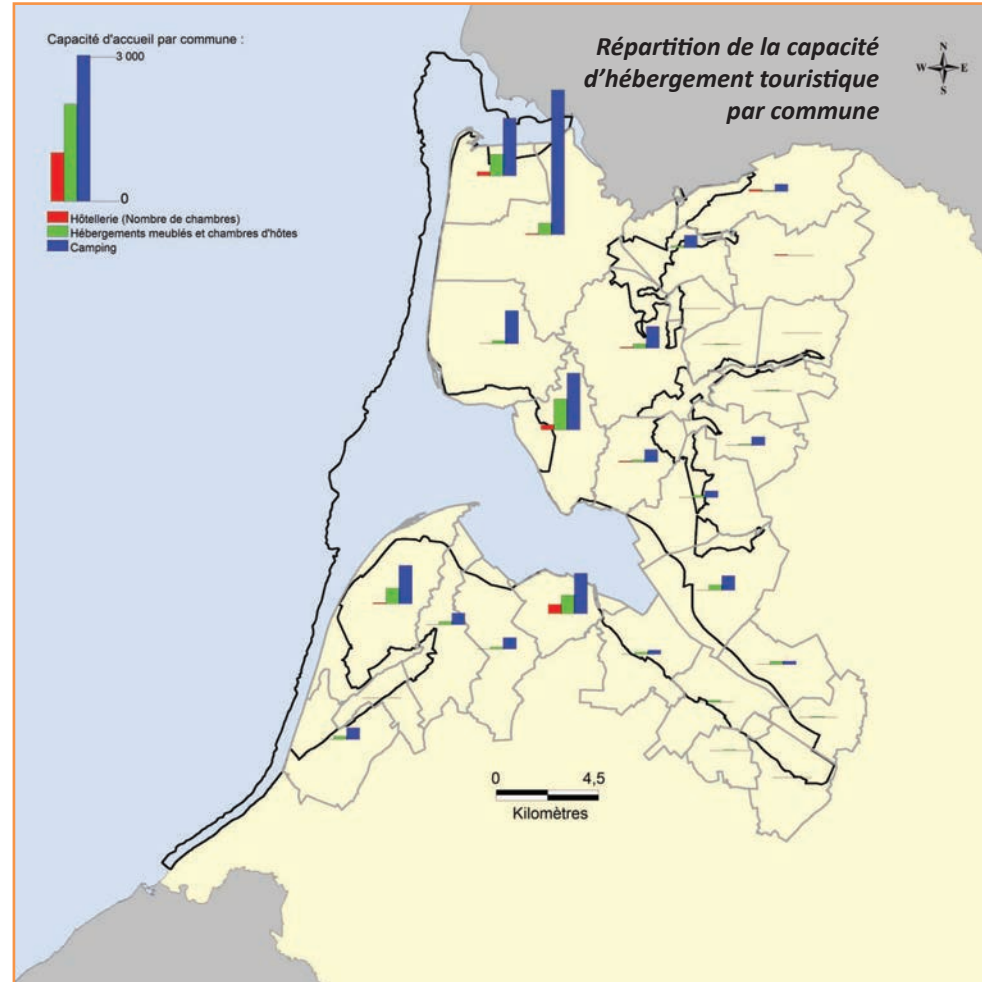 Capacité d'accueil par commune :
3 000
0
Hôtellerie (Nombre de chambres)
Hébergements meublés et chambres d'hôtes
Camping
Répartition de la capacité
d'hébergement touristique
par commune
N
W E
S
0 4,5
Kilomètres